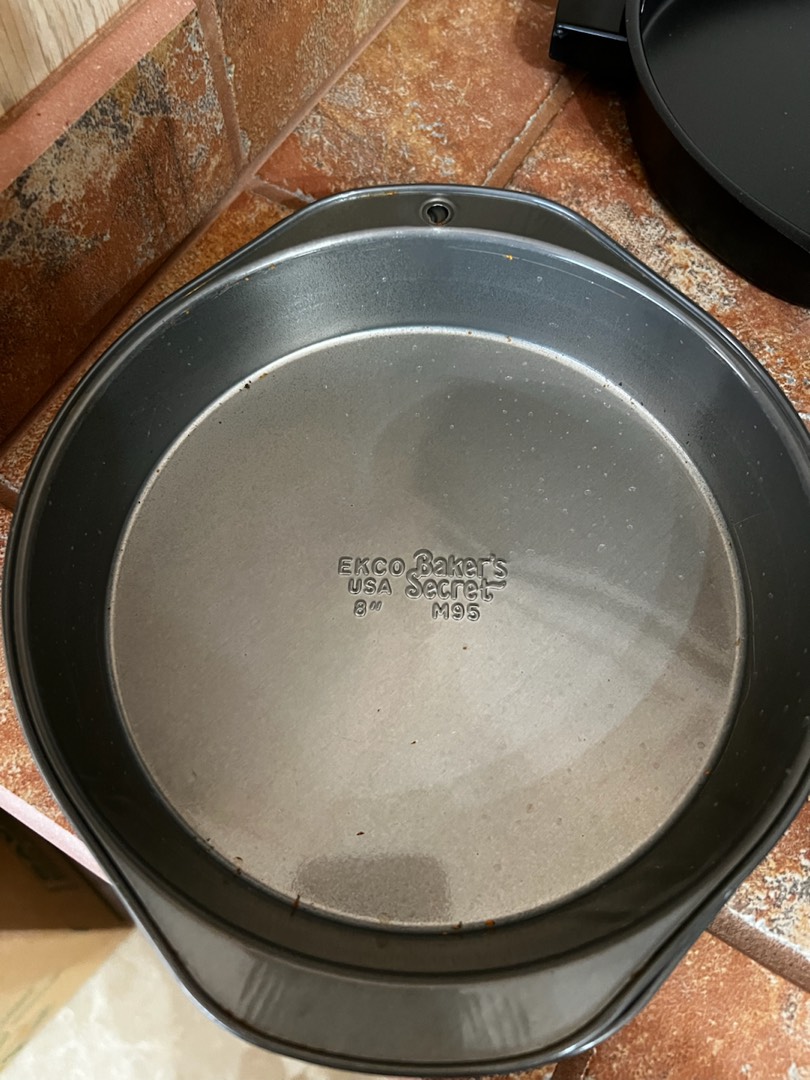 EKCO Baker's
USA Secret
8" M95